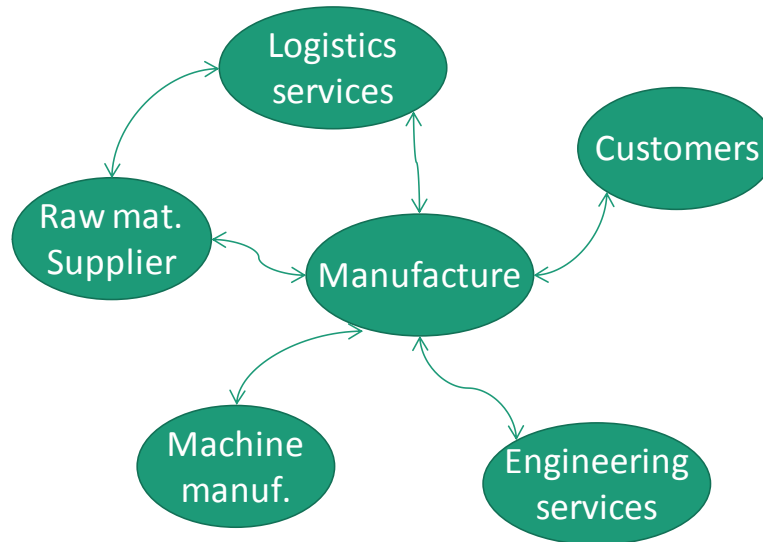 Logistics
services
Customers
Raw mat.
Supplier
Manufacture
Machine
manuf.
Engineering
services